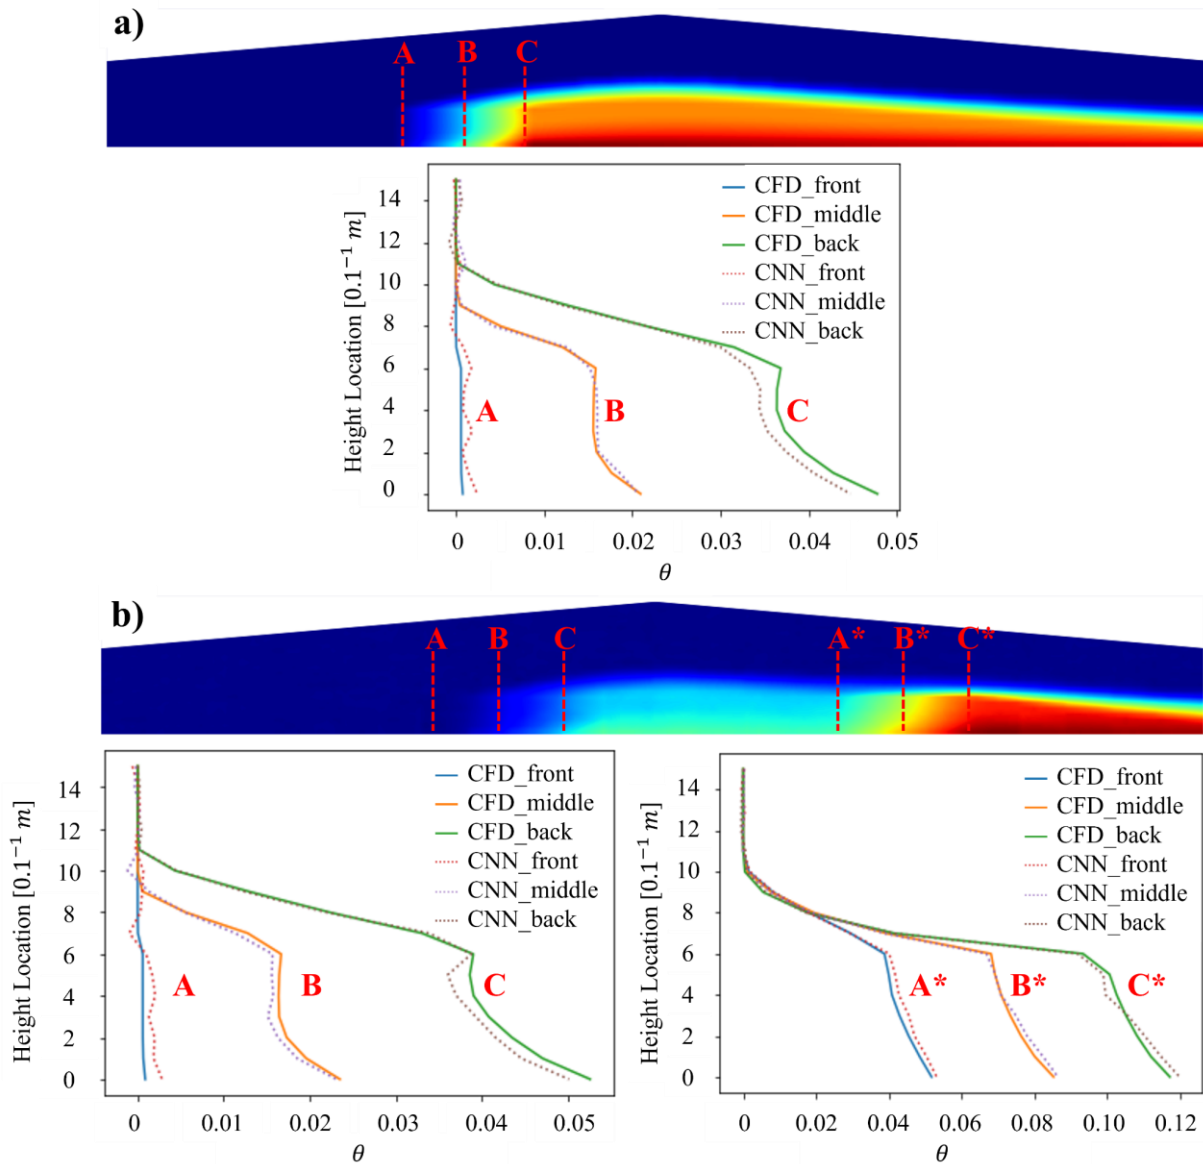 a)
A B C
CFD_front
CFD_middle
CFD_back
CNN_front
CNN_middle
CNN_back
14
12
10
8
6
4
2
0
Height Location [0.1⁻¹ m]
A B C
0 0.01 0.02 0.03 0.04 0.05
θ
b)
A B C A* B* C*
CFD_front
CFD_middle
CFD_back
CNN_front
CNN_middle
CNN_back
14
12
10
8
6
4
2
0
Height Location [0.1⁻¹ m]
A B C
0 0.01 0.02 0.03 0.04 0.05
θ
CFD_front
CFD_middle
CFD_back
CNN_front
CNN_middle
CNN_back
14
12
10
8
6
4
2
0
Height Location [0.1⁻¹ m]
A* B* C*
0 0.02 0.04 0.06 0.08 0.10 0.12
θ